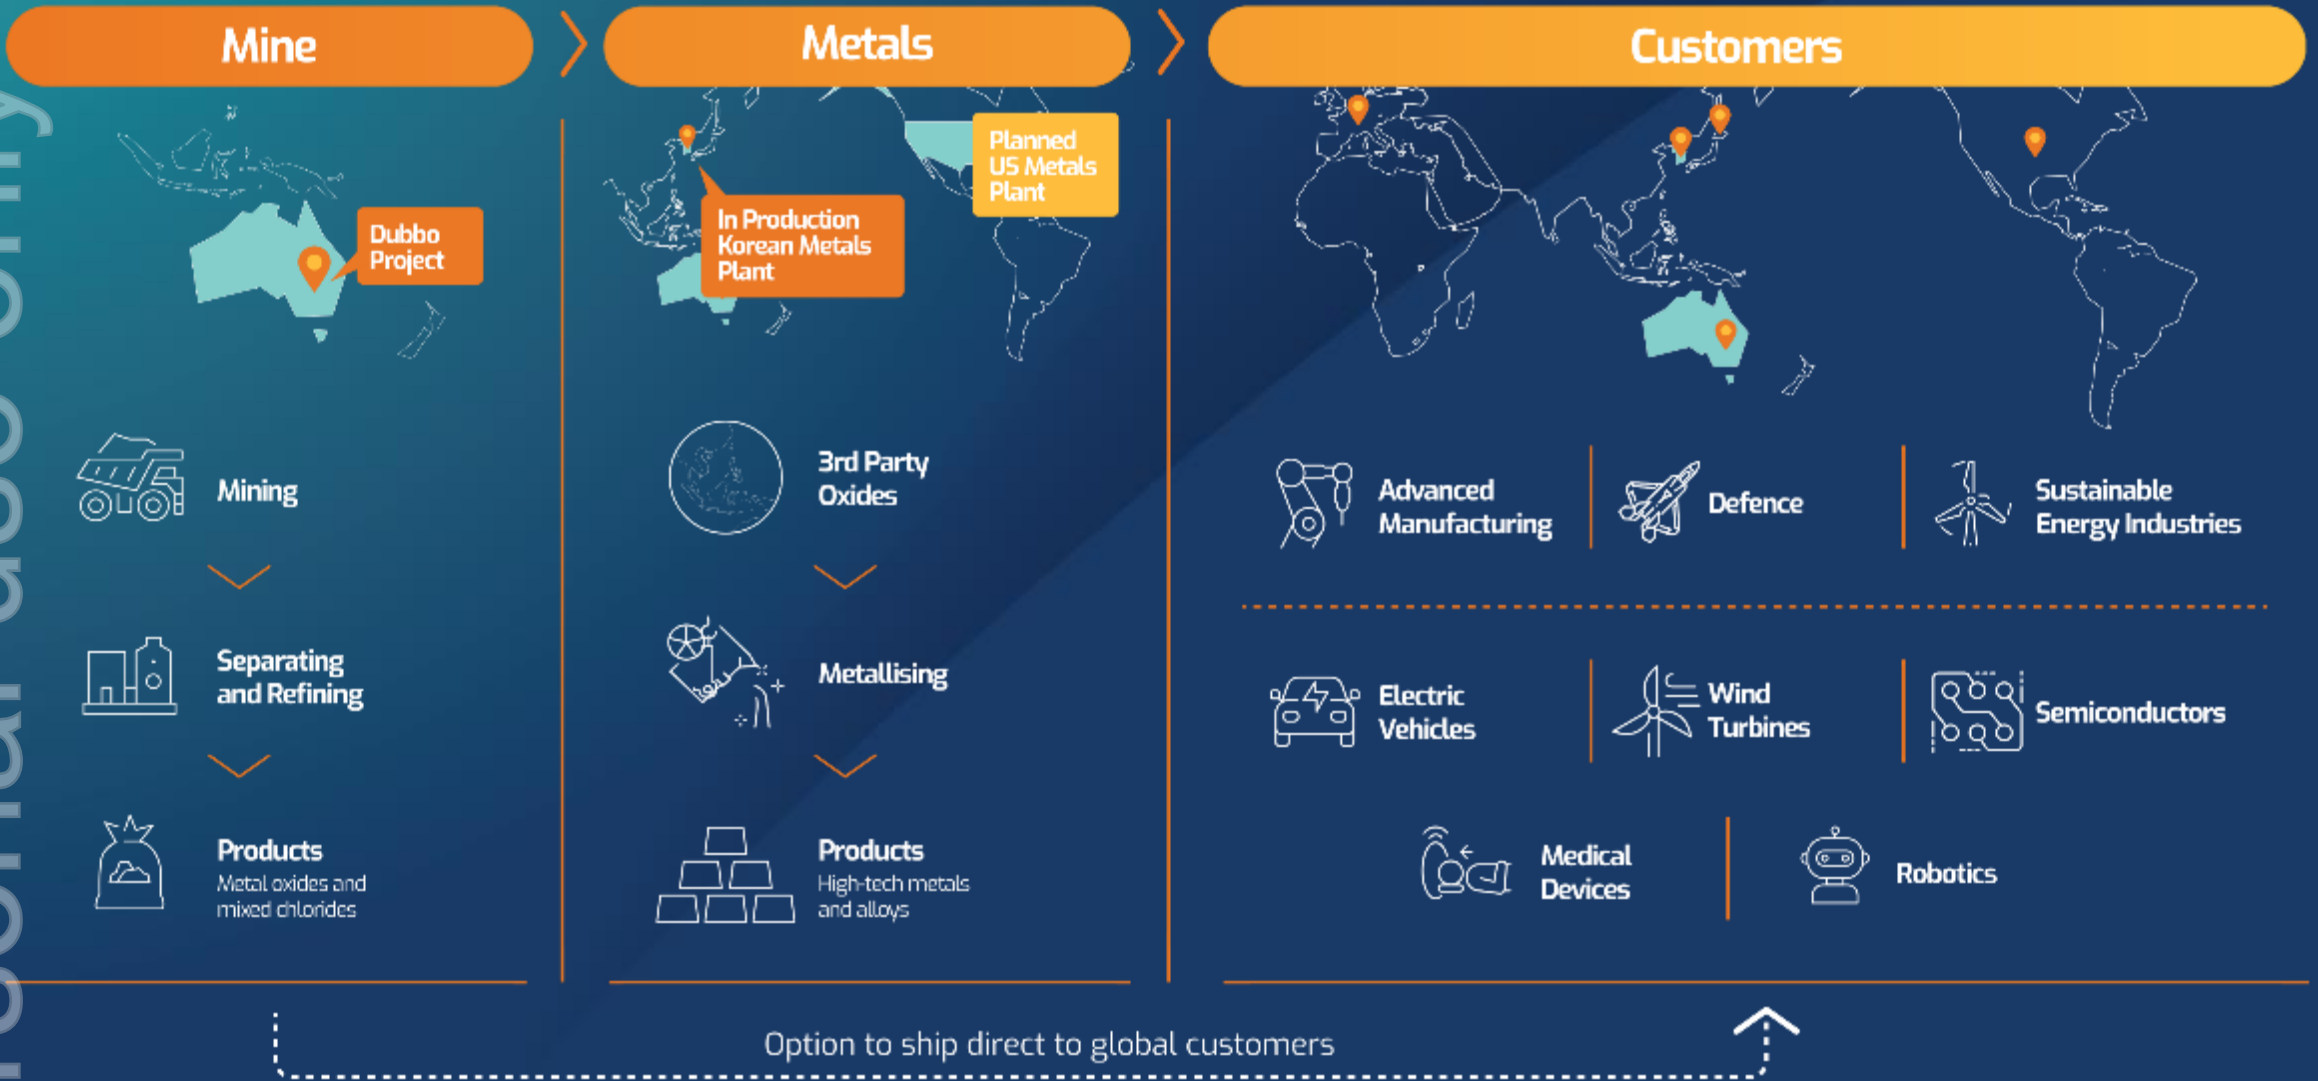 Mine
Metals
Customers
Dubbo
Project
In Production
Korean Metals
Plant
Planned
US Metals
Plant
Mining
Separating
and Refining
Products
Metal oxides and
mixed chlorides
3rd Party
Oxides
Metallising
Products
High-tech metals
and alloys
Advanced
Manufacturing
Defence
Sustainable
Energy Industries
Electric
Vehicles
Wind
Turbines
Semiconductors
Medical
Devices
Robotics
Option to ship direct to global customers